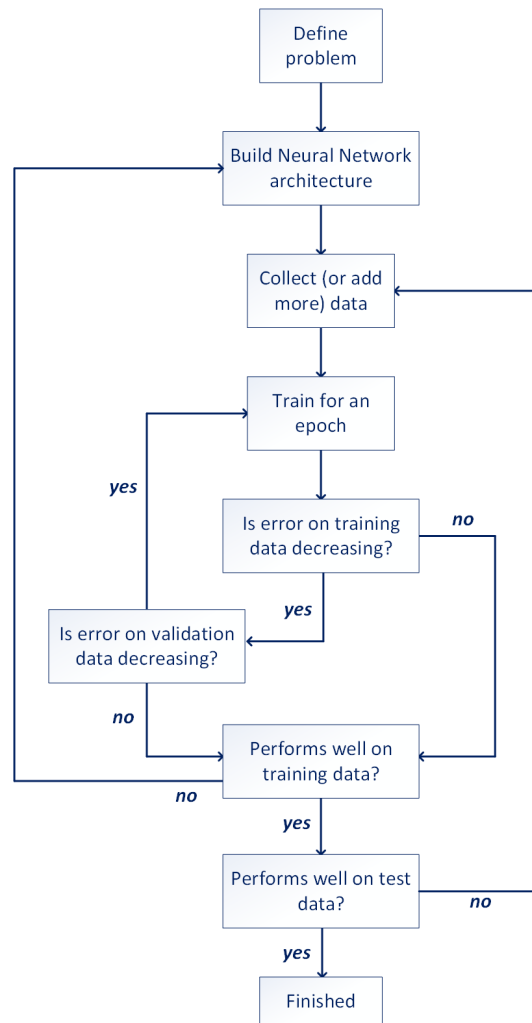 Define
problem
Build Neural Network
architecture
Collect (or add
more) data
Train for an
epoch
yes
Is error on training
data decreasing?
no
yes
Is error on validation
data decreasing?
no
Performs well on
training data?
no
yes
Performs well on test
data?
no
yes
Finished